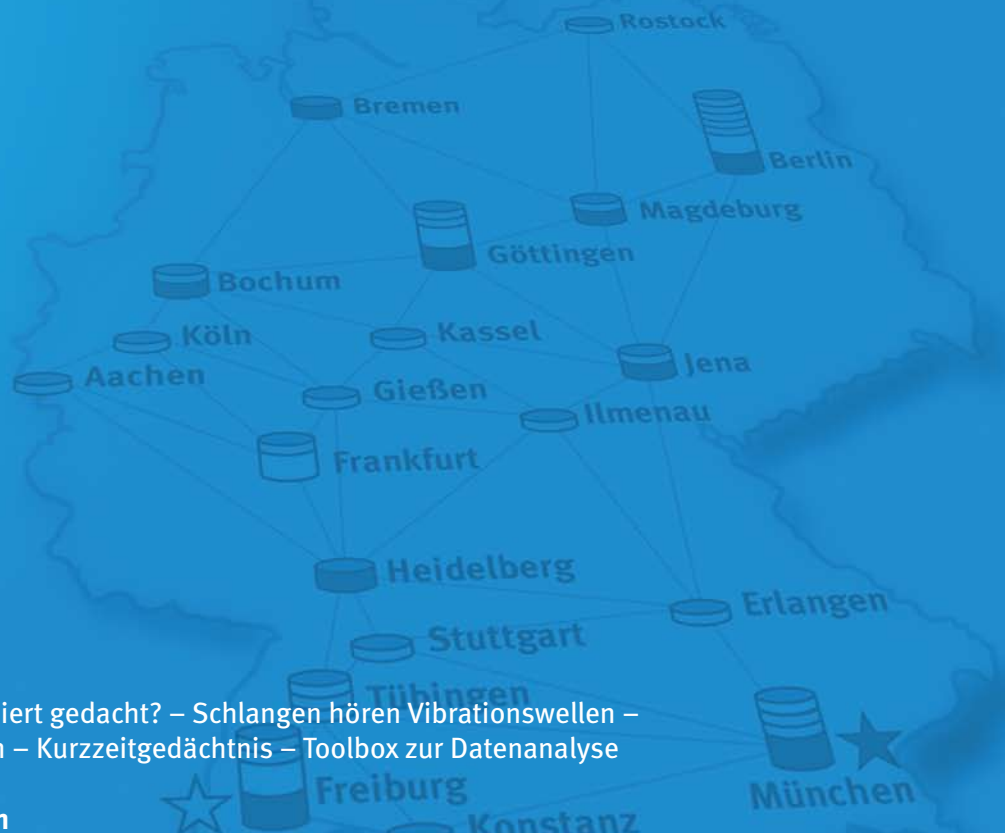 Rostock
Bremen
Berlin
Magdeburg
Göttingen
Bochum
Köln
Kassel
Jena
Aachen
Gießen
Ilmenau
Frankfurt
Heidelberg
Erlangen
Stuttgart
Tübingen
iert gedacht? – Schlangen hören Vibrationswellen –
n – Kurzzeitgedächtnis – Toolbox zur Datenanalyse
Freiburg
München
Konstanz
n